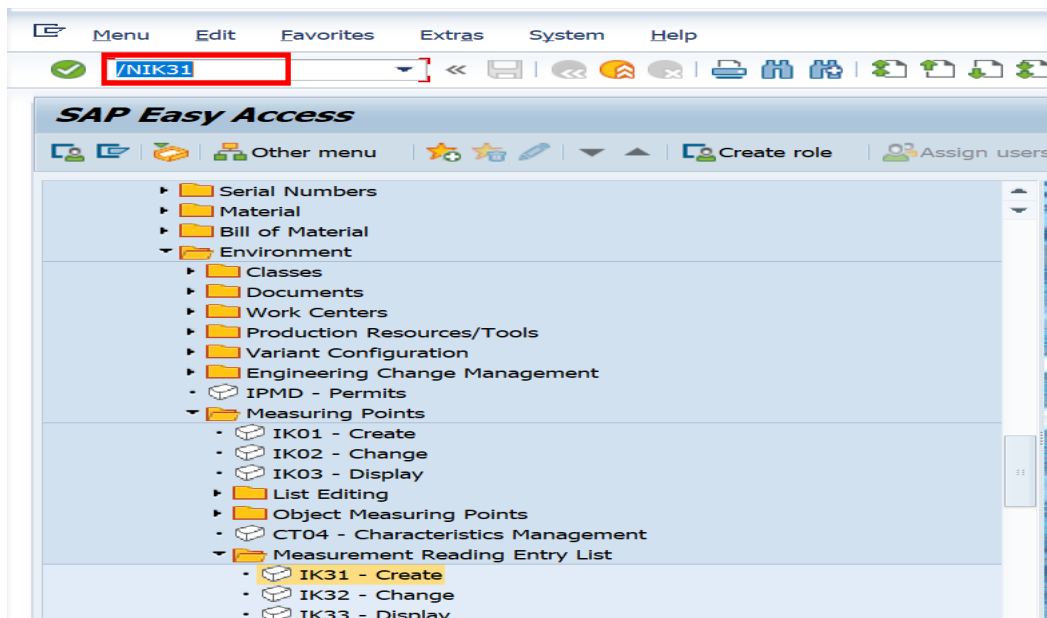 Menu Edit Favorites Extras System Help
/NIK31
SAP Easy Access
Other menu Create role Assign users
Serial Numbers
Material
Bill of Material
Environment
Classes
Documents
Work Centers
Production Resources/Tools
Variant Configuration
Engineering Change Management
IPMD - Permits
Measuring Points
IK01 - Create
IK02 - Change
IK03 - Display
List Editing
Object Measuring Points
CT04 - Characteristics Management
Measurement Reading Entry List
IK31 - Create
IK32 - Change
IK33 - Display